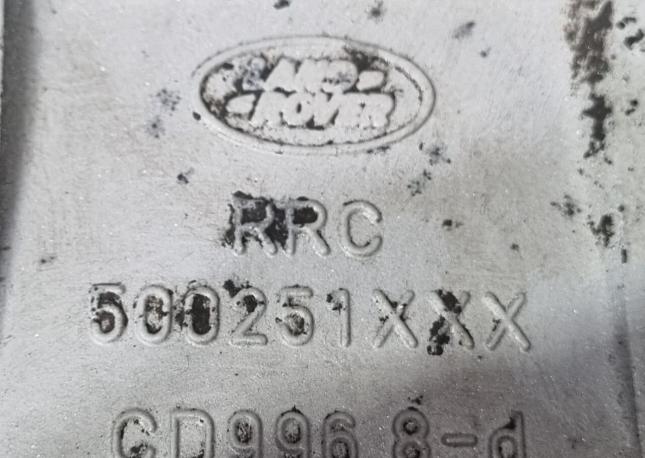 LAND-
-ROVER
RRC
500251XXX
CD996 8-d